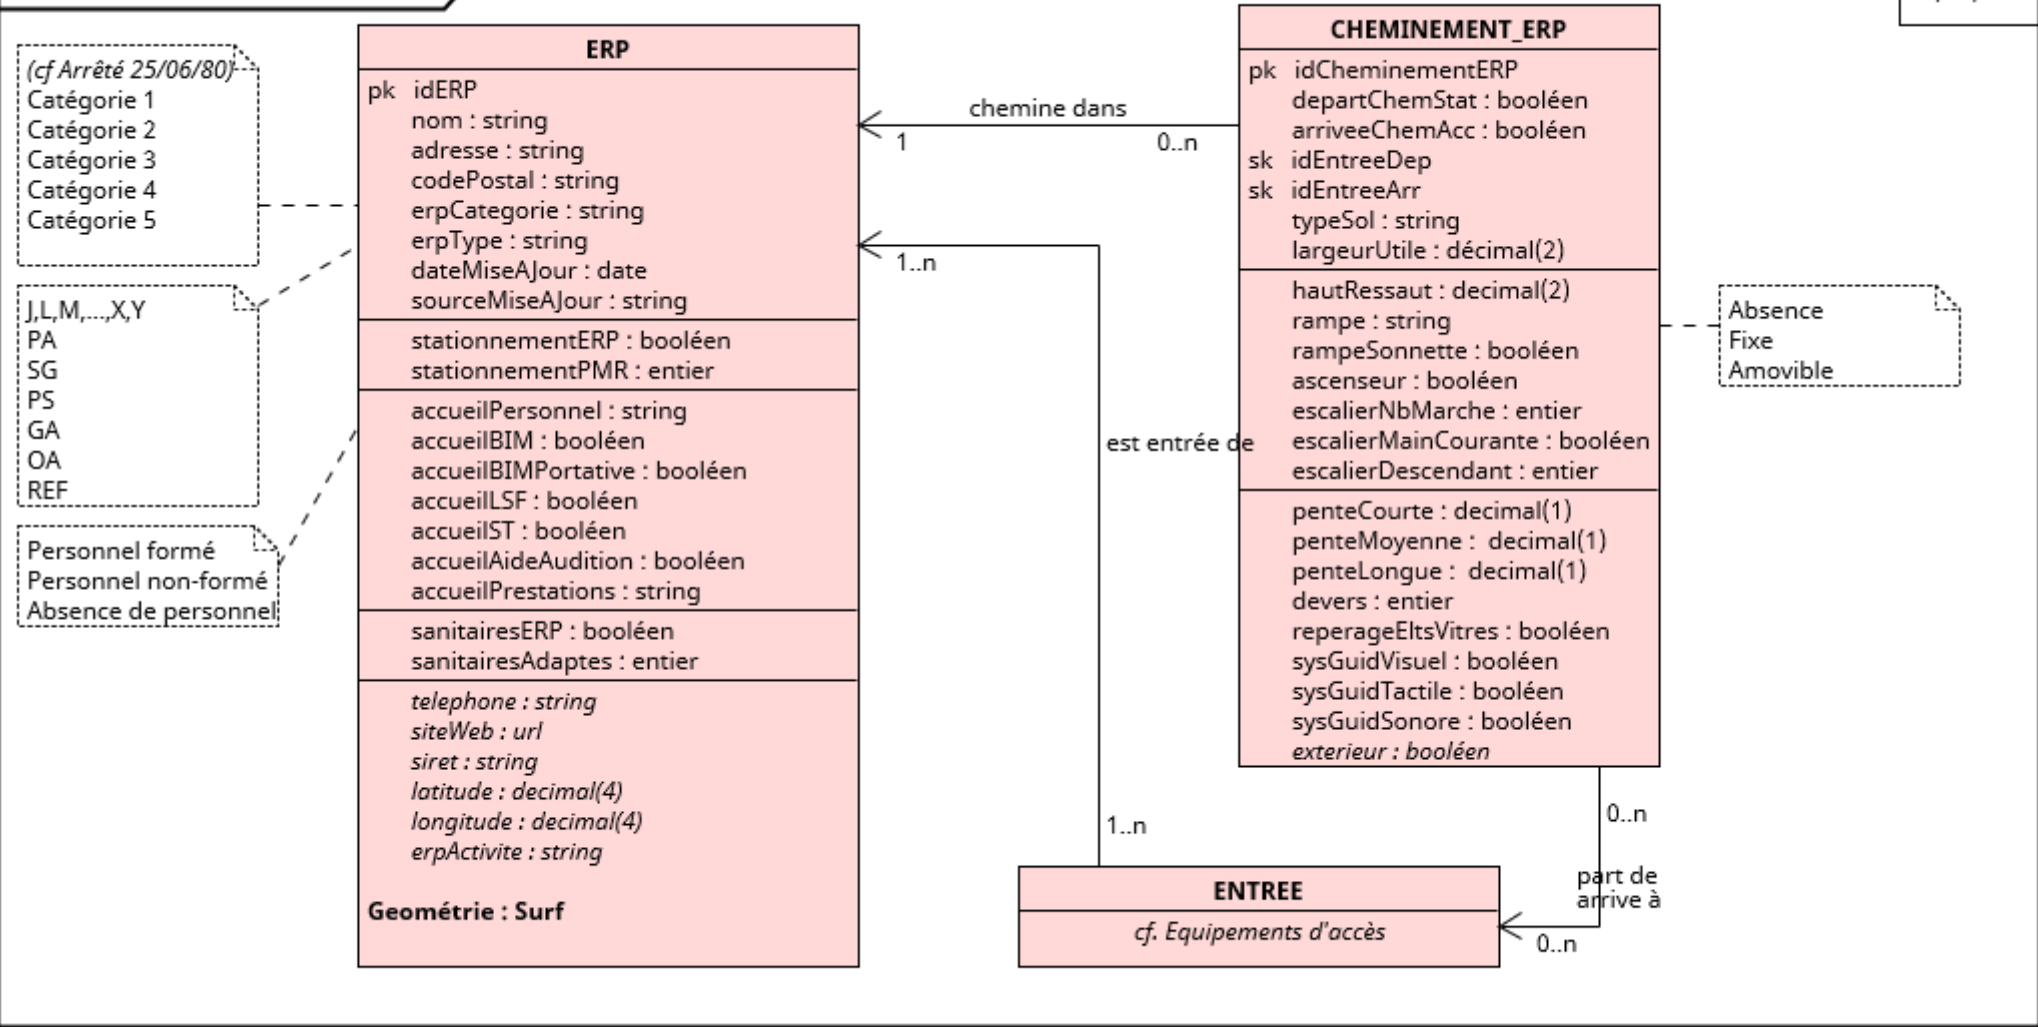 (cf Arrêté 25/06/80)
Catégorie 1
Catégorie 2
Catégorie 3
Catégorie 4
Catégorie 5
J,L,M,...,X,Y
PA
SG
PS
GA
OA
REF
Personnel formé
Personnel non-formé
Absence de personnel
ERP
pk idERP
nom : string
adresse : string
codePostal : string
erpCategorie : string
erpType : string
dateMiseAJour : date
sourceMiseAJour : string
stationnementERP : booléen
stationnementPMR : entier
accueilPersonnel : string
accueilBIM : booléen
accueilBIMPortative : booléen
accueilLSF : booléen
accueilST : booléen
accueilAideAudition : booléen
accueilPrestations : string
sanitairesERP : booléen
sanitairesAdaptes : entier
telephone : string
siteWeb : url
siret : string
latitude : decimal(4)
longitude : decimal(4)
erpActivite : string
Geométrie : Surf
chemine dans
1
0..n
1..n
est entrée de
1..n
CHEMINEMENT_ERP
pk idCheminementERP
departChemStat : booléen
arriveeChemAcc : booléen
sk idEntreeDep
sk idEntreeArr
typeSol : string
largeurUtile : décimal(2)
hautRessaut : decimal(2)
rampe : string
rampeSonnette : booléen
ascenseur : booléen
escalierNbMarche : entier
escalierMainCourante : booléen
escalierDescendant : entier
penteCourte : decimal(1)
penteMoyenne : decimal(1)
penteLongue : decimal(1)
devers : entier
reperageEltsVitres : booléen
sysGuidVisuel : booléen
sysGuidTactile : booléen
sysGuidSonore : booléen
exterieur : booléen
Absence
Fixe
Amovible
0..n
part de
arrive à
0..n
ENTREE
cf. Equipements d'accès